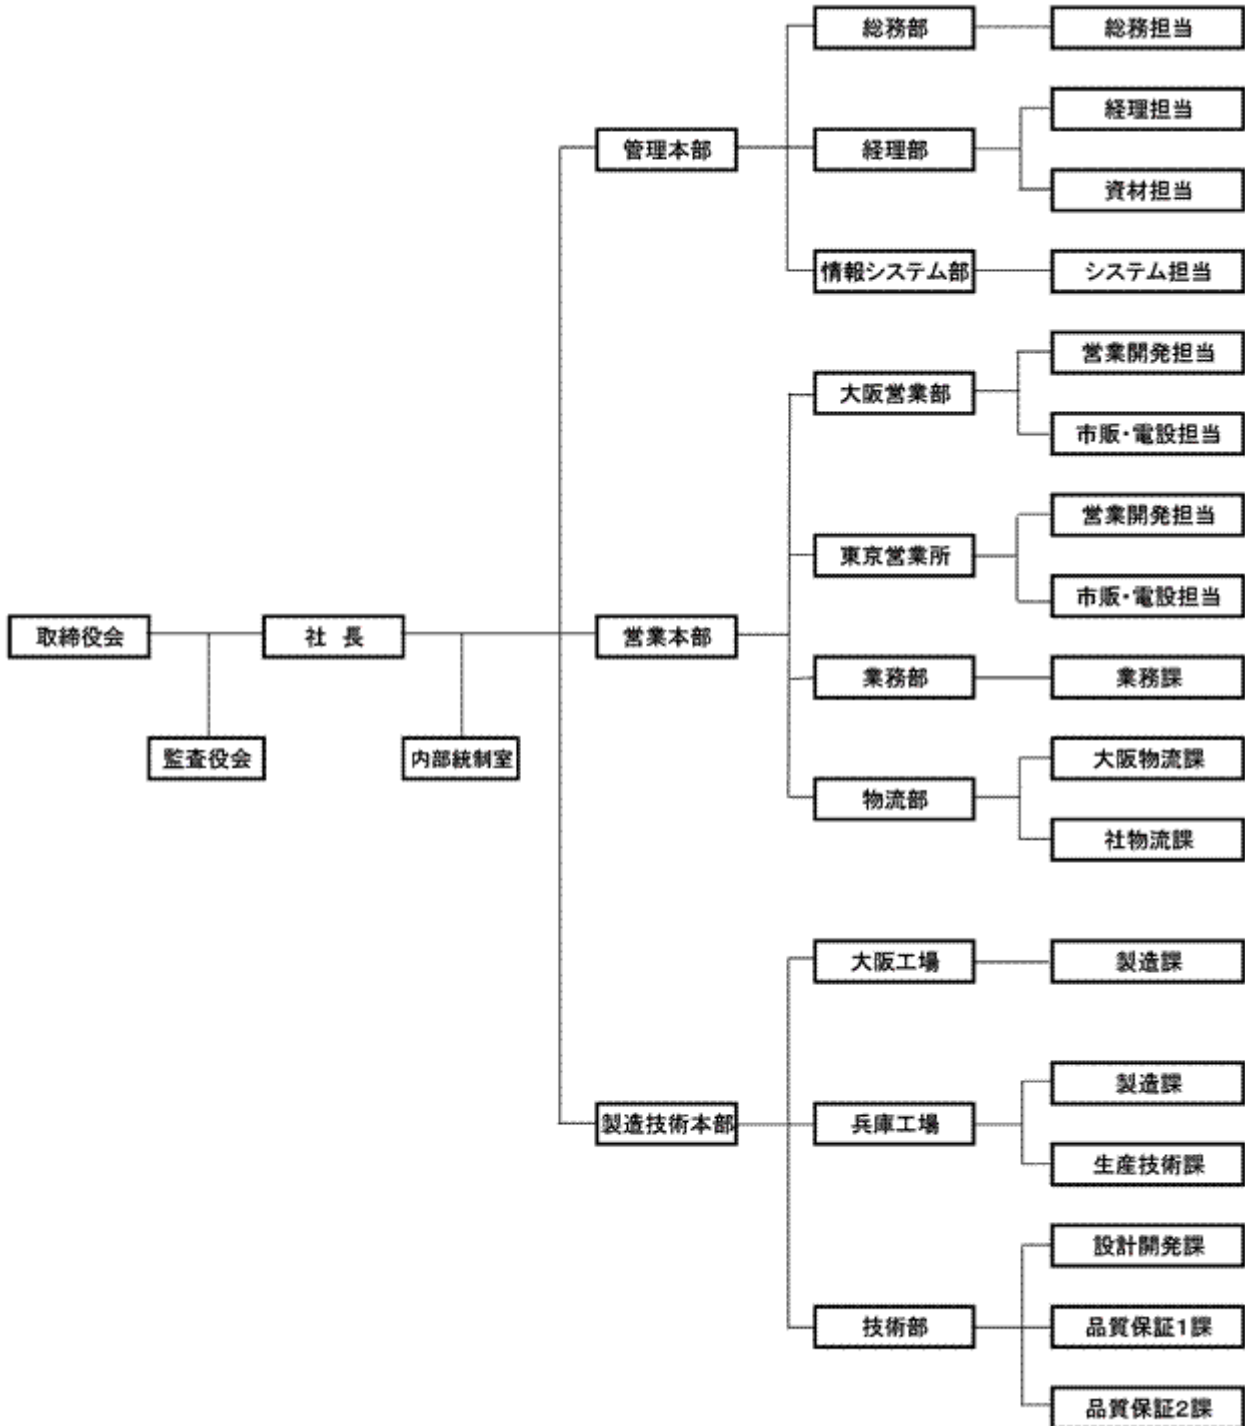 総務部
総務担当
経理担当
管理本部
経理部
資材担当
情報システム部
システム担当
営業開発担当
大阪営業部
市販・電設担当
営業開発担当
東京営業所
市販・電設担当
取締役会
社 長
営業本部
業務部
業務課
監査役会
内部統制室
大阪物流課
物流部
社物流課
大阪工場
製造課
製造課
製造技術本部
兵庫工場
生産技術課
設計開発課
技術部
品質保証1課
品質保証2課